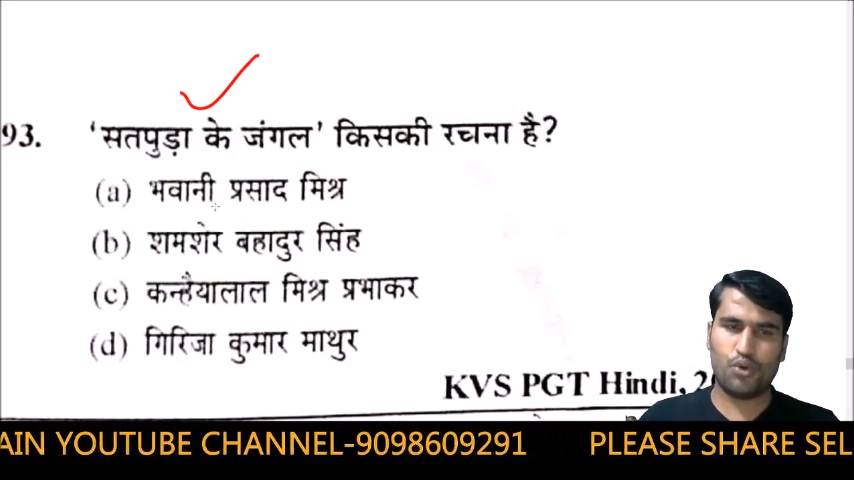 93. 'सतपुड़ा के जंगल' किसकी रचना है?
(a) भवानी प्रसाद मिश्र
(b) शमशेर बहादुर सिंह
(c) कन्हैयालाल मिश्र प्रभाकर
(d) गिरिजा कुमार माथुर
KVS PGT Hindi,
AIN YOUTUBE CHANNEL-9098609291 PLEASE SHARE SEL